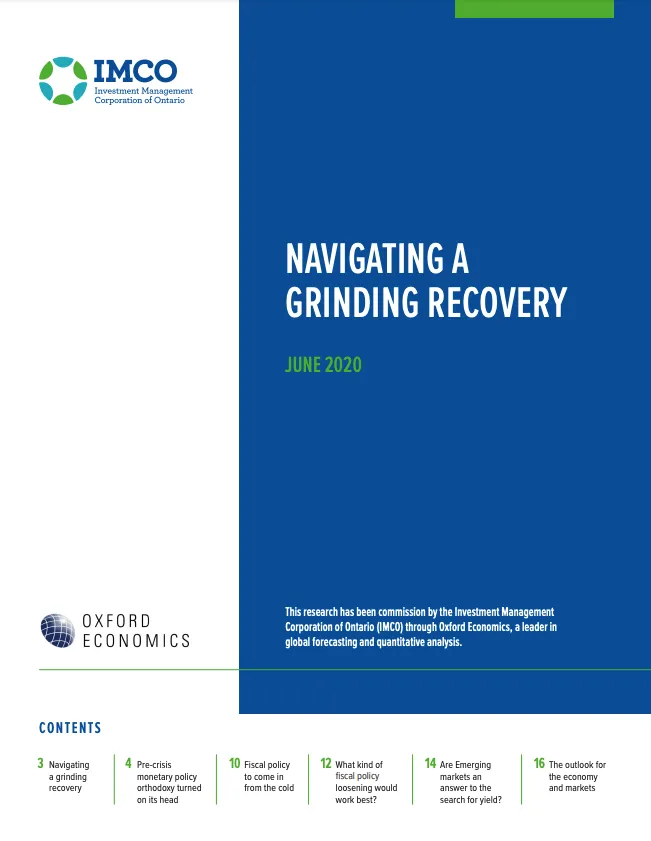 IMCO
Investment Management
Corporation of Ontario
NAVIGATING A
GRINDING RECOVERY
JUNE 2020
OXFORD
ECONOMICS
This research has been commission by the Investment Management
Corporation of Ontario (IMCO) through Oxford Economics, a leader in
global forecasting and quantitative analysis.
CONTENTS
3 Navigating
a grinding
recovery
4 Pre-crisis
monetary policy
orthodoxy turned
on its head
10 Fiscal policy
to come in
from the cold
12 What kind of
fiscal policy
loosening would
work best?
14 Are Emerging
markets an
answer to the
search for yield?
16 The outlook for
the economy
and markets